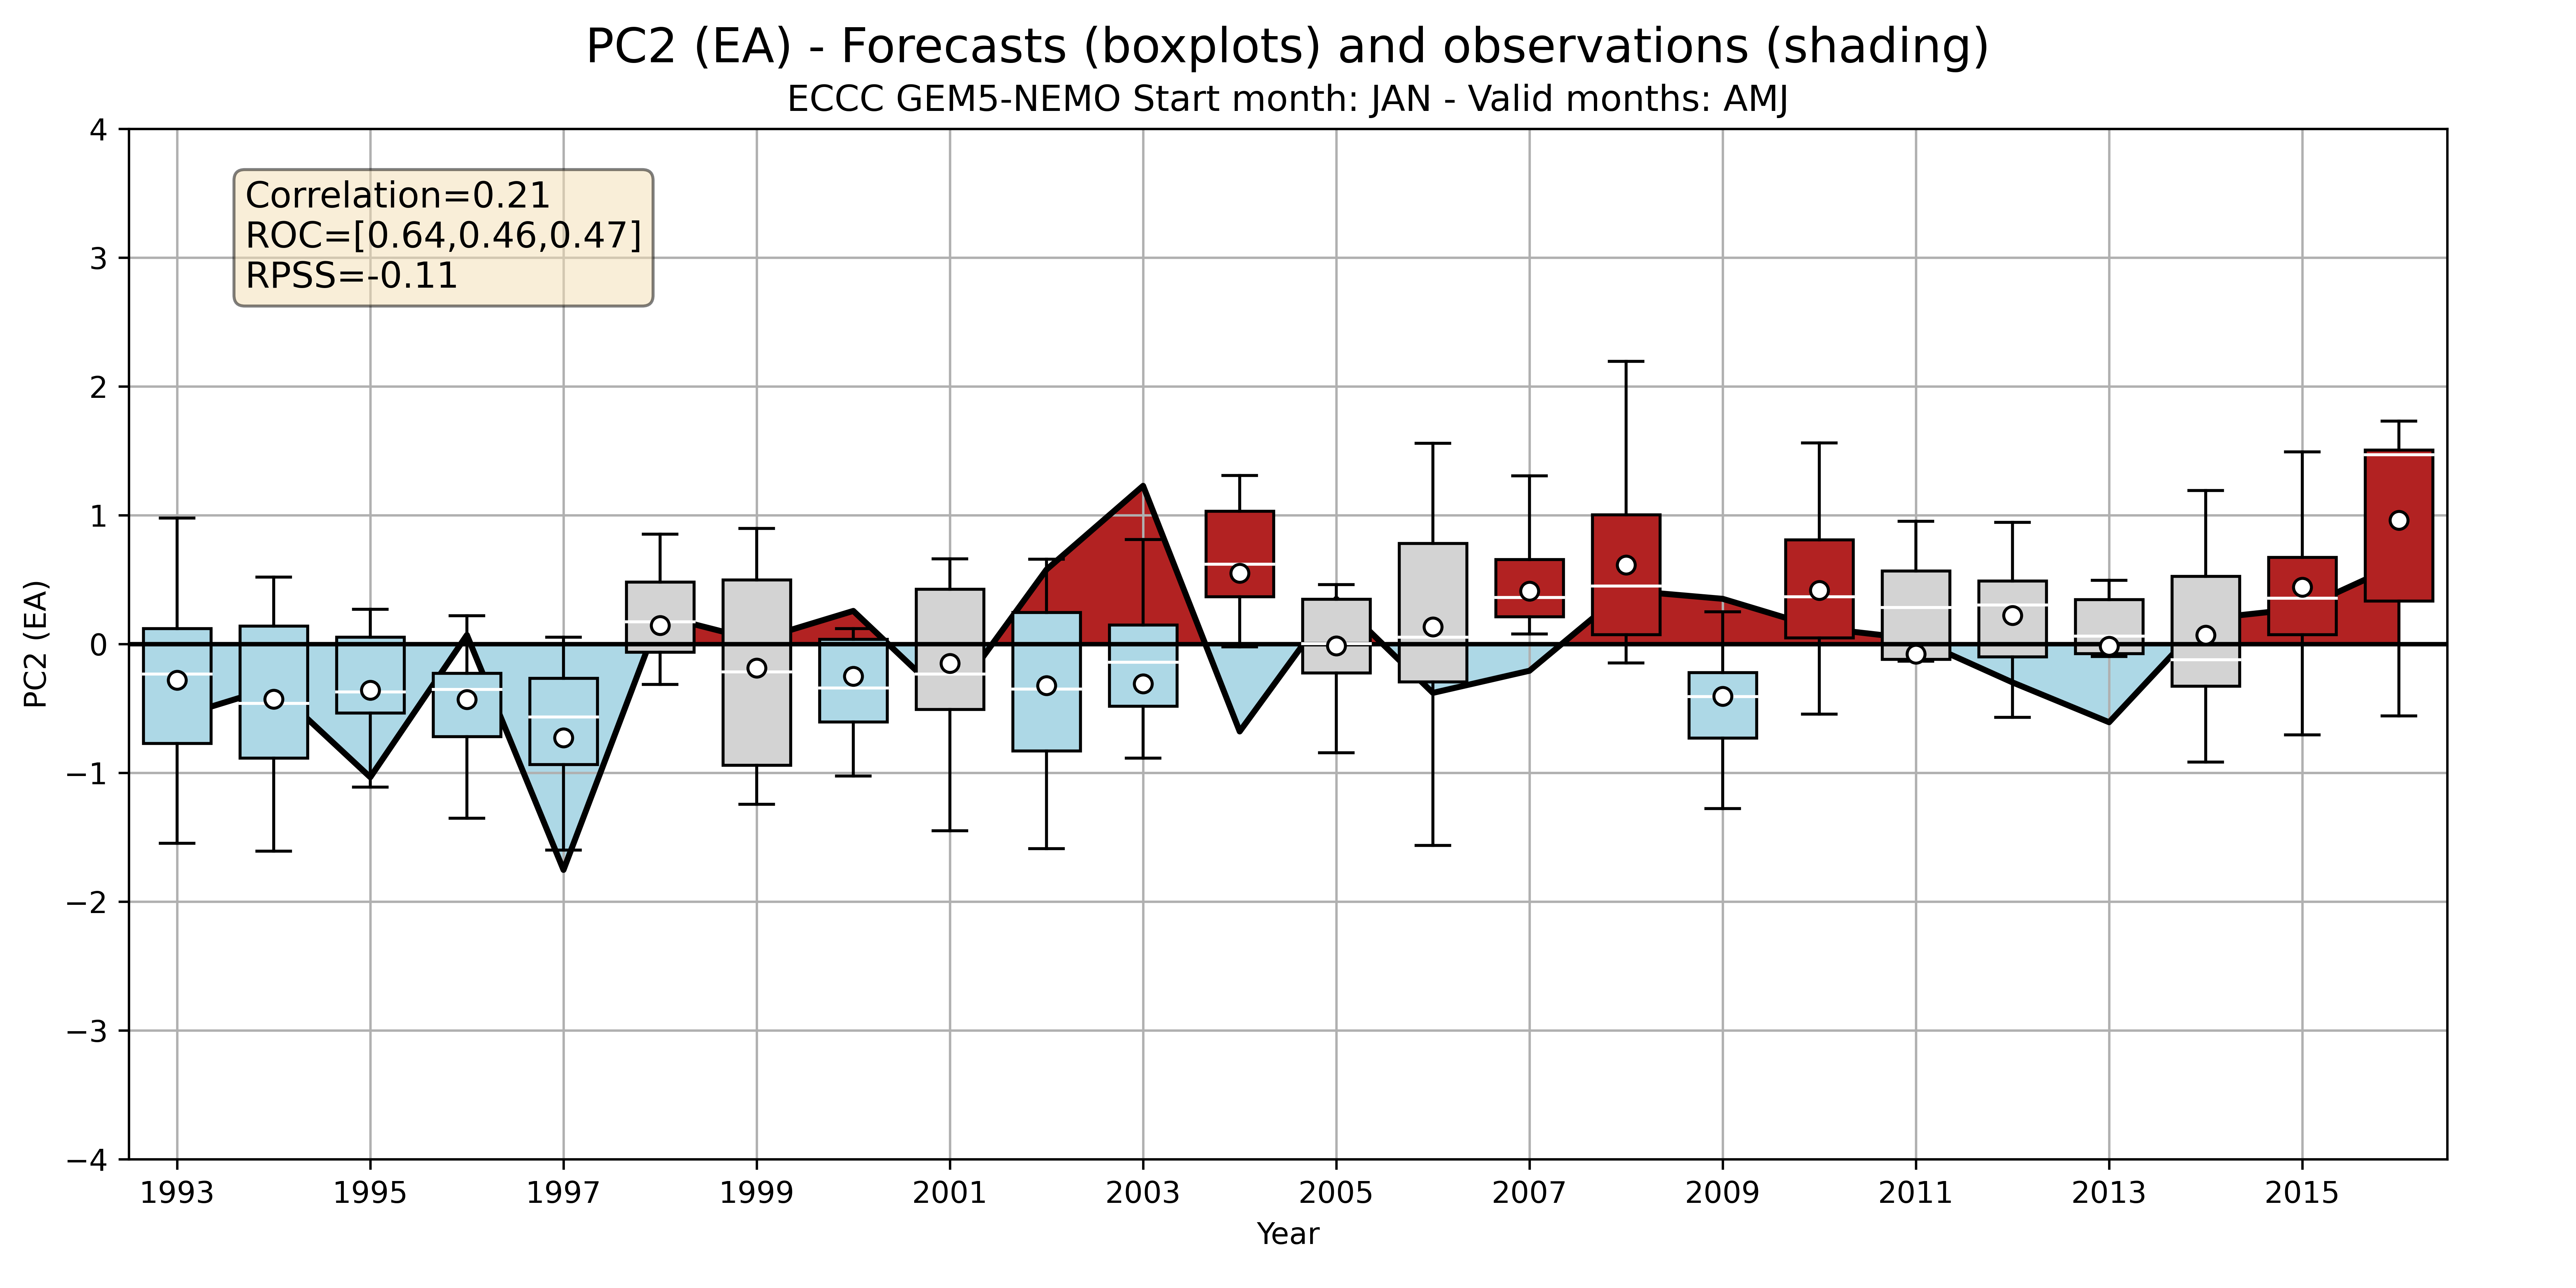 PC2 (EA) - Forecasts (boxplots) and observations (shading)
ECCC GEM5-NEMO Start month: JAN - Valid months: AMJ
Correlation=0.21
ROC=[0.64,0.46,0.47]
RPSS=-0.11
PC2 (EA)
4
3
2
1
0
−1
−2
−3
−4
1993 1995 1997 1999 2001 2003 2005 2007 2009 2011 2013 2015
Year